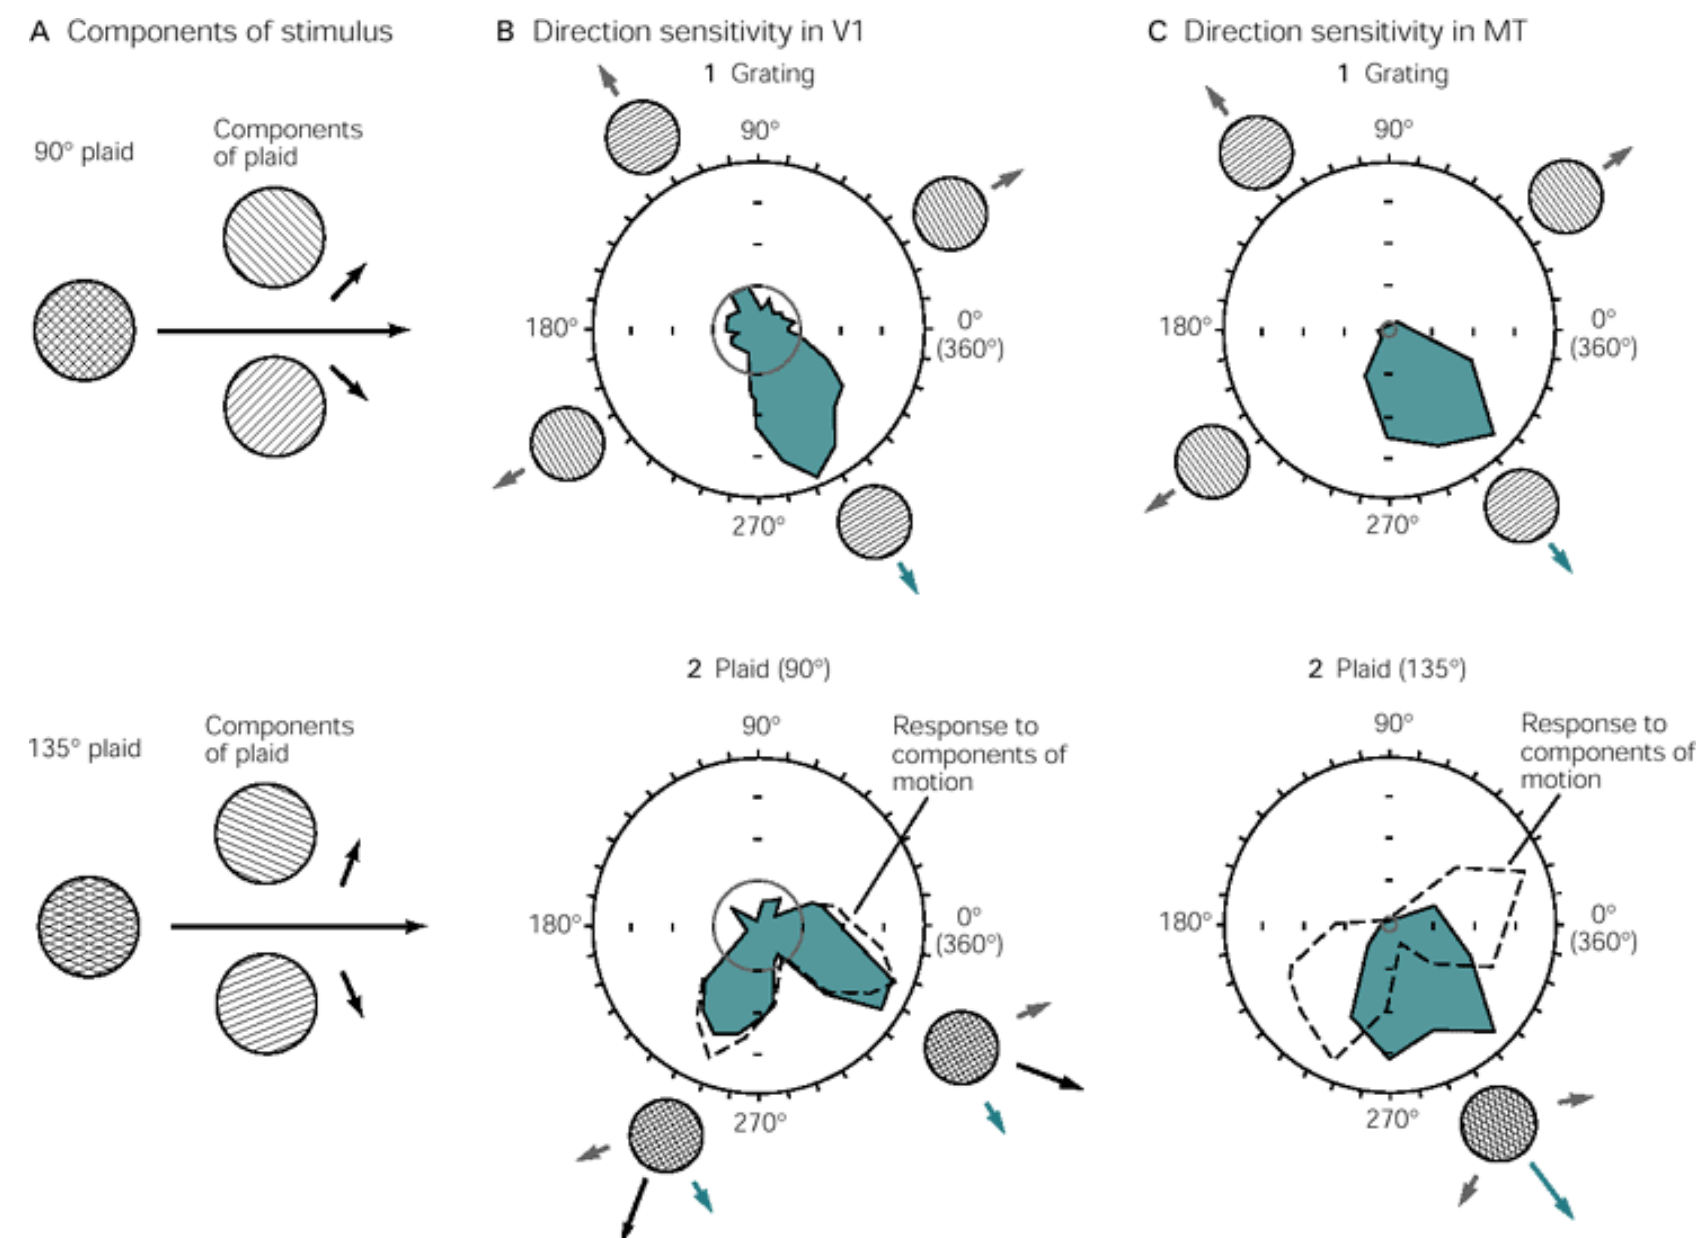 A Components of stimulus
90° plaid
Components
of plaid
135° plaid
Components
of plaid
B Direction sensitivity in V1
1 Grating
90°
180°
0°
(360°)
270°
2 Plaid (90°)
90°
Response to
components of
motion
180°
0°
(360°)
270°
C Direction sensitivity in MT
1 Grating
90°
180°
0°
(360°)
270°
2 Plaid (135°)
90°
Response to
components of
motion
180°
0°
(360°)
270°